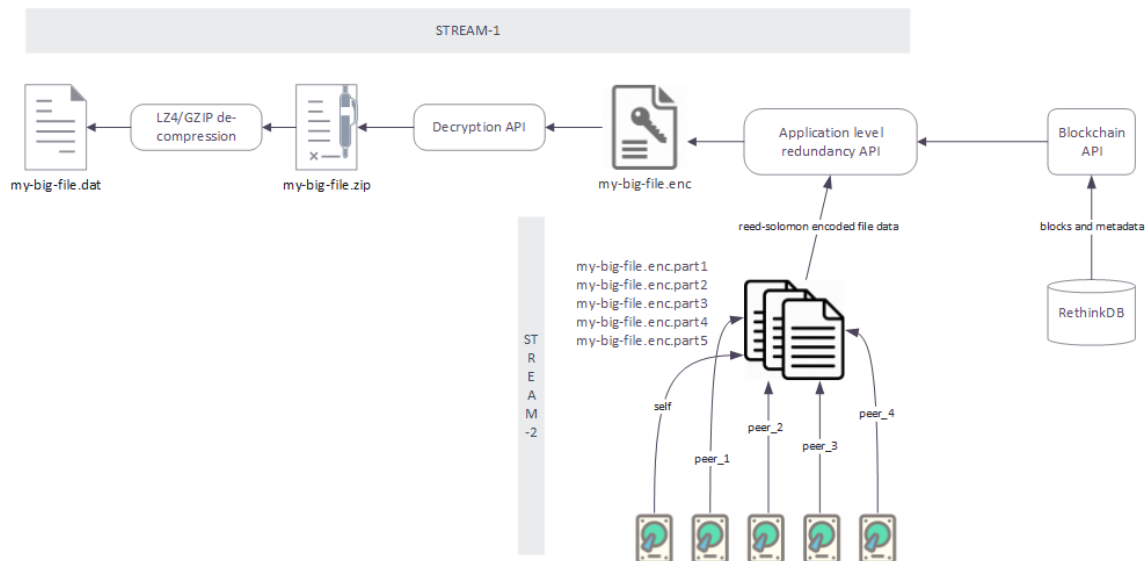 STREAM-1
LZ4/GZIP de-
compression
Decryption API
Application level
redundancy API
Blockchain
API
my-big-file.dat
my-big-file.zip
my-big-file.enc
reed-solomon encoded file data
blocks and metadata
my-big-file.enc.part1
my-big-file.enc.part2
my-big-file.enc.part3
my-big-file.enc.part4
my-big-file.enc.part5
RethinkDB
ST
R
E
A
M
-2
self
peer_1
peer_2
peer_3
peer_4